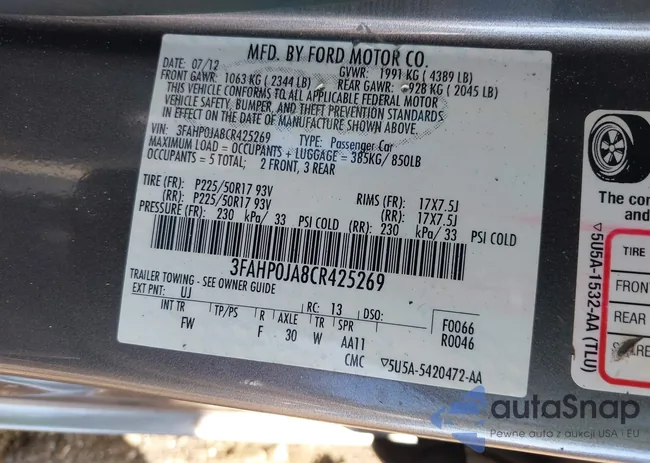 MFD. BY FORD MOTOR CO.
DATE: 07/12 GVWR: 1991 KG ( 4389 LB)
FRONT GAWR: 1063 KG ( 2344 LB) REAR GAWR: 928 KG ( 2045 LB)
THIS VEHICLE CONFORMS TO ALL APPLICABLE FEDERAL MOTOR
VEHICLE SAFETY, BUMPER, AND THEFT PREVENTION STANDARDS
IN EFFECT ON THE DATE OF MANUFACTURE SHOWN ABOVE.
VIN: 3FAHP0JA8CR425269 TYPE: Passenger Car
MAXIMUM LOAD = OCCUPANTS + LUGGAGE = 385KG/ 850LB
OCCUPANTS = 5 TOTAL; 2 FRONT, 3 REAR
TIRE (FR): P225/50R17 93V RIMS (FR): 17X7.5J
(RR): P225/50R17 93V (RR): 17X7.5J
PRESSURE (FR): 230 kPa/ 33 PSI COLD (RR): 230 kPa/ 33 PSI COLD
3FAHP0JA8CR425269
TRAILER TOWING - SEE OWNER GUIDE
EXT PNT: UJ RC: 13 DSO: F0066
INT TR TP/PS R AXLE TR SPR R0046
FW F 30 W AA11
CMC ▽5U5A-5420472-AA
The con
and
▽5U5A-1532-AA (TLU)
TIRE
FRONT
REAR
SPARE
autaSnap
Pewne auta z aukcji USA i EU